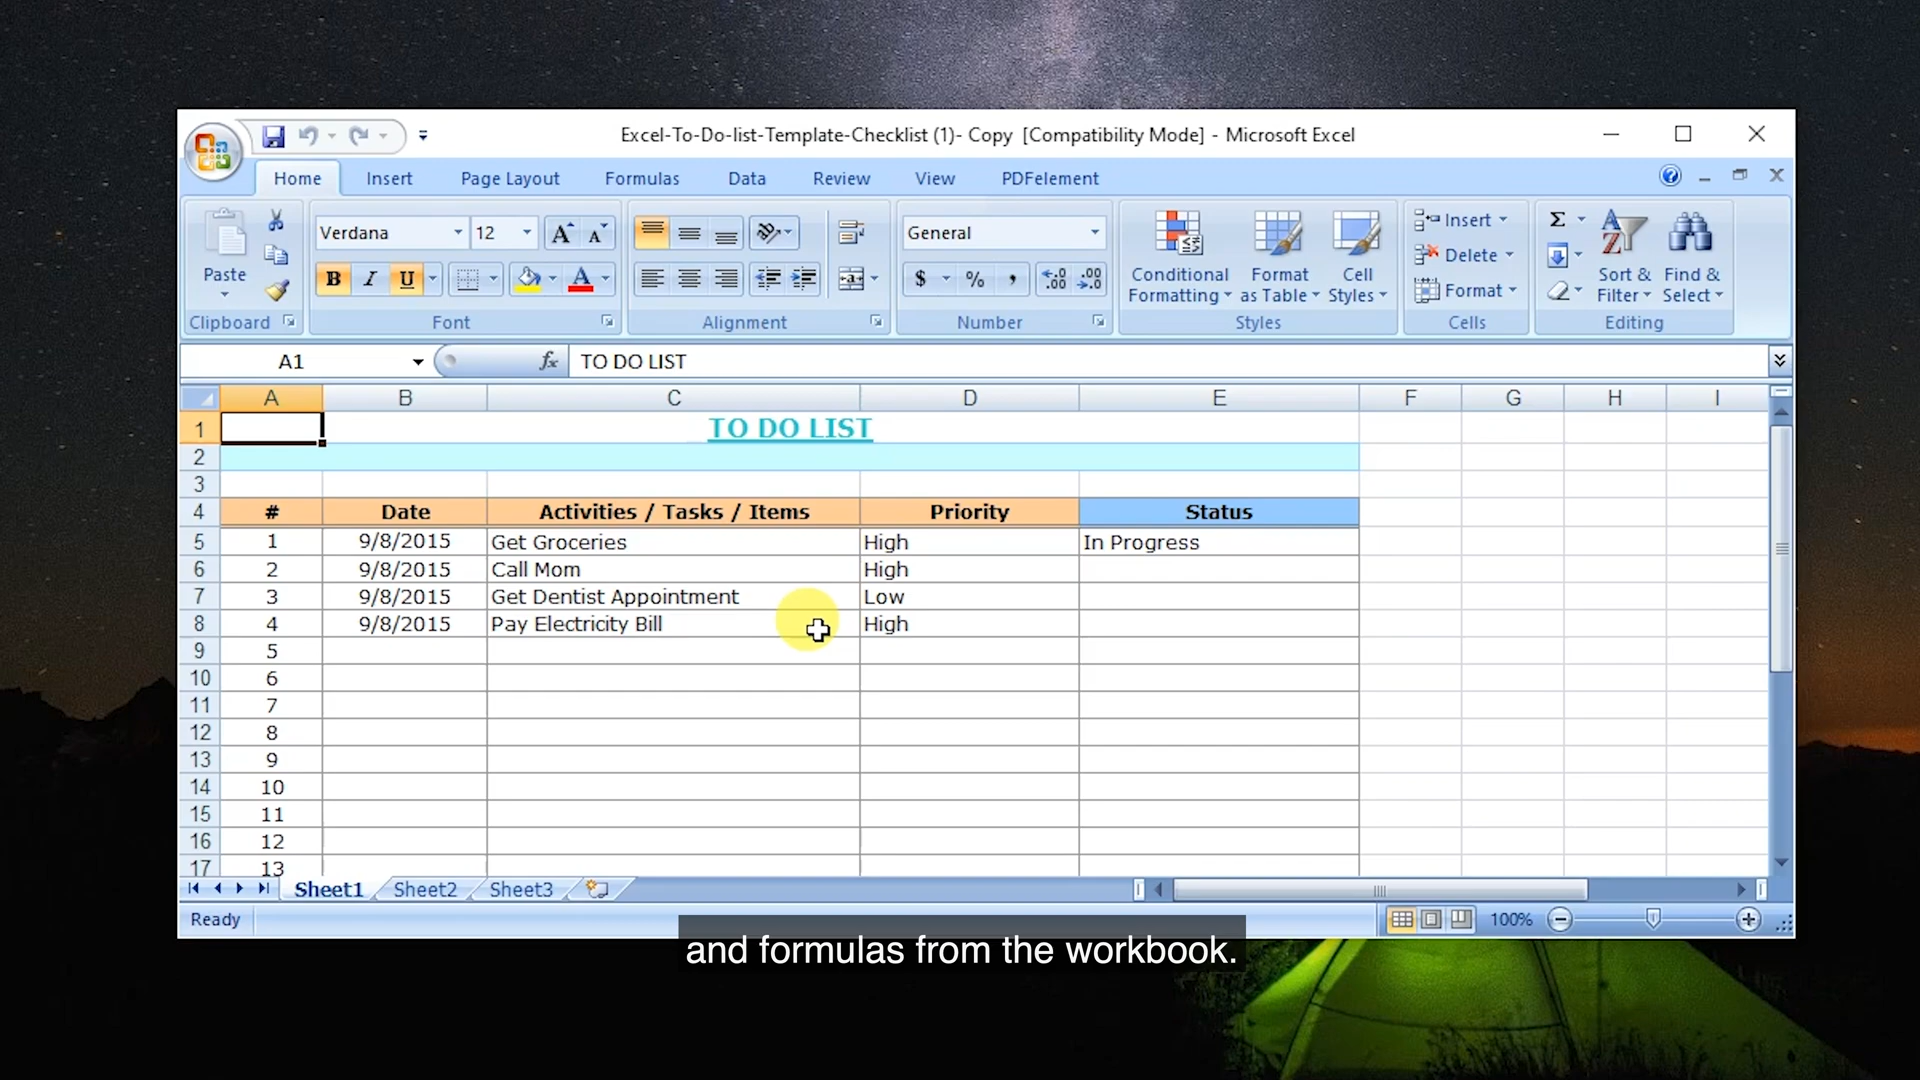 Excel-To-Do-list-Template-Checklist (1)- Copy [Compatibility Mode] - Microsoft Excel
Home Insert Page Layout Formulas Data Review View PDFelement
Paste
Clipboard
Verdana 12
B I U A
Font
Alignment
General
$ % , .00 .00
Number
Conditional Formatting
Format as Table
Cell Styles
Styles
Insert
Delete
Format
Cells
Σ
Sort & Filter
Find & Select
Editing
A1 fx TO DO LIST
A B C D E F G H I
1 TO DO LIST
2
3
4 # Date Activities / Tasks / Items Priority Status
5 1 9/8/2015 Get Groceries High In Progress
6 2 9/8/2015 Call Mom High
7 3 9/8/2015 Get Dentist Appointment Low
8 4 9/8/2015 Pay Electricity Bill High
9 5
10 6
11 7
12 8
13 9
14 10
15 11
16 12
17 13
Sheet1 Sheet2 Sheet3
Ready 100%
and formulas from the workbook.